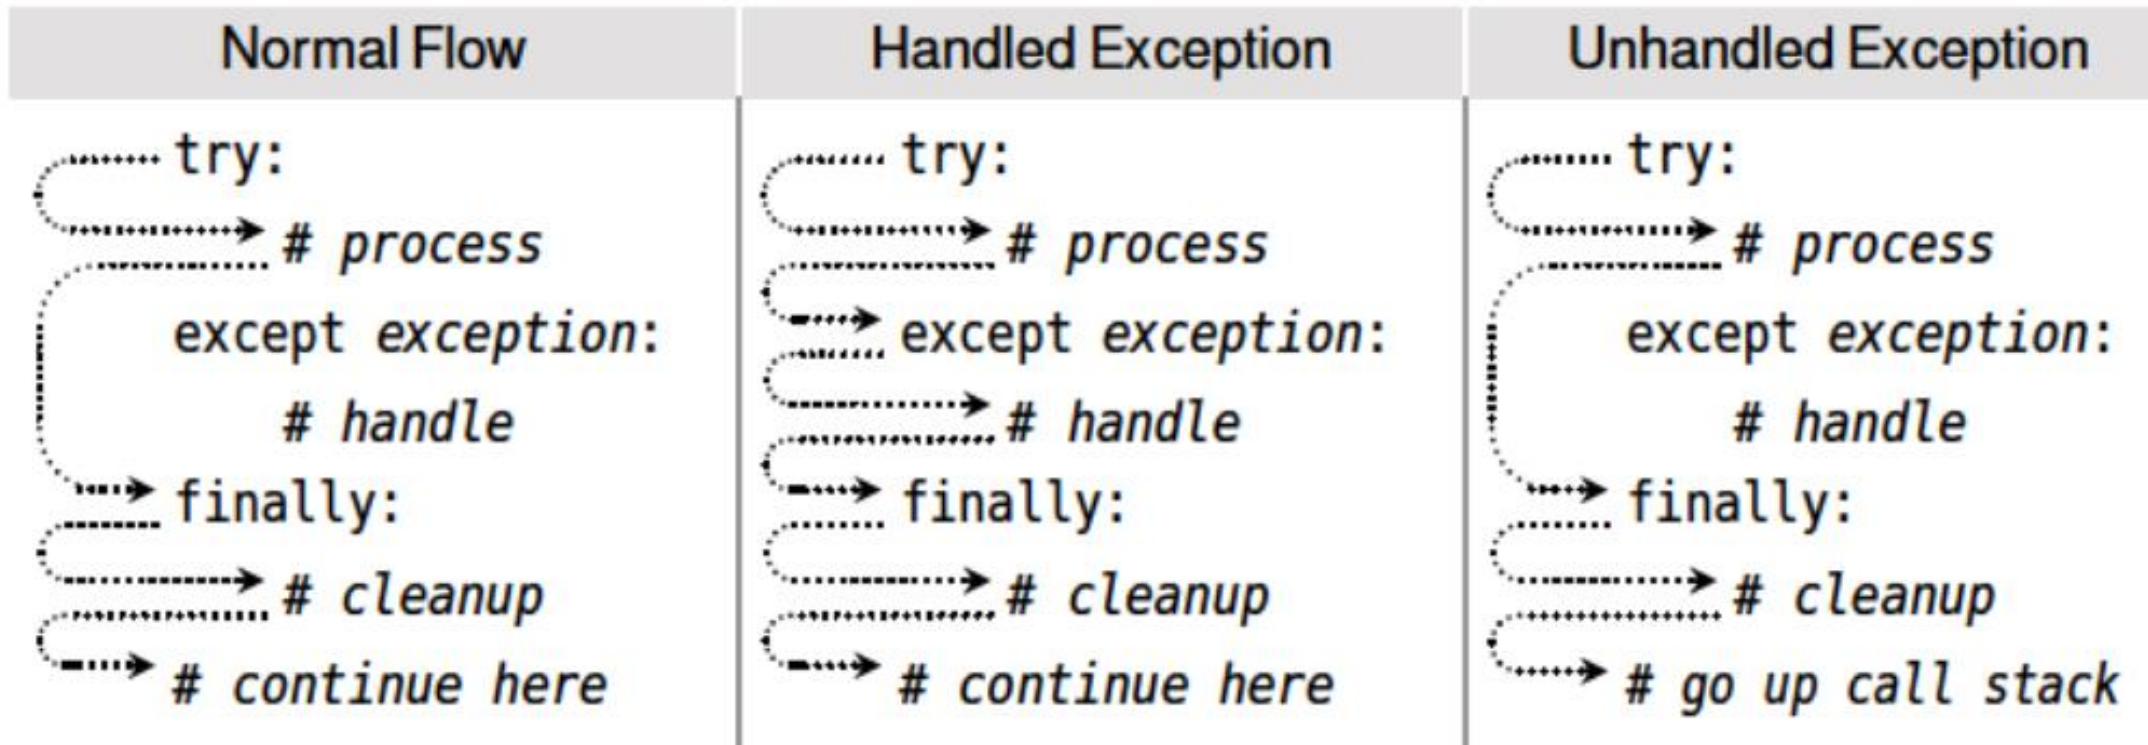 Normal Flow
try:
# process
except exception:
# handle
finally:
# cleanup
# continue here
Handled Exception
try:
# process
except exception:
# handle
finally:
# cleanup
# continue here
Unhandled Exception
try:
# process
except exception:
# handle
finally:
# cleanup
# go up call stack